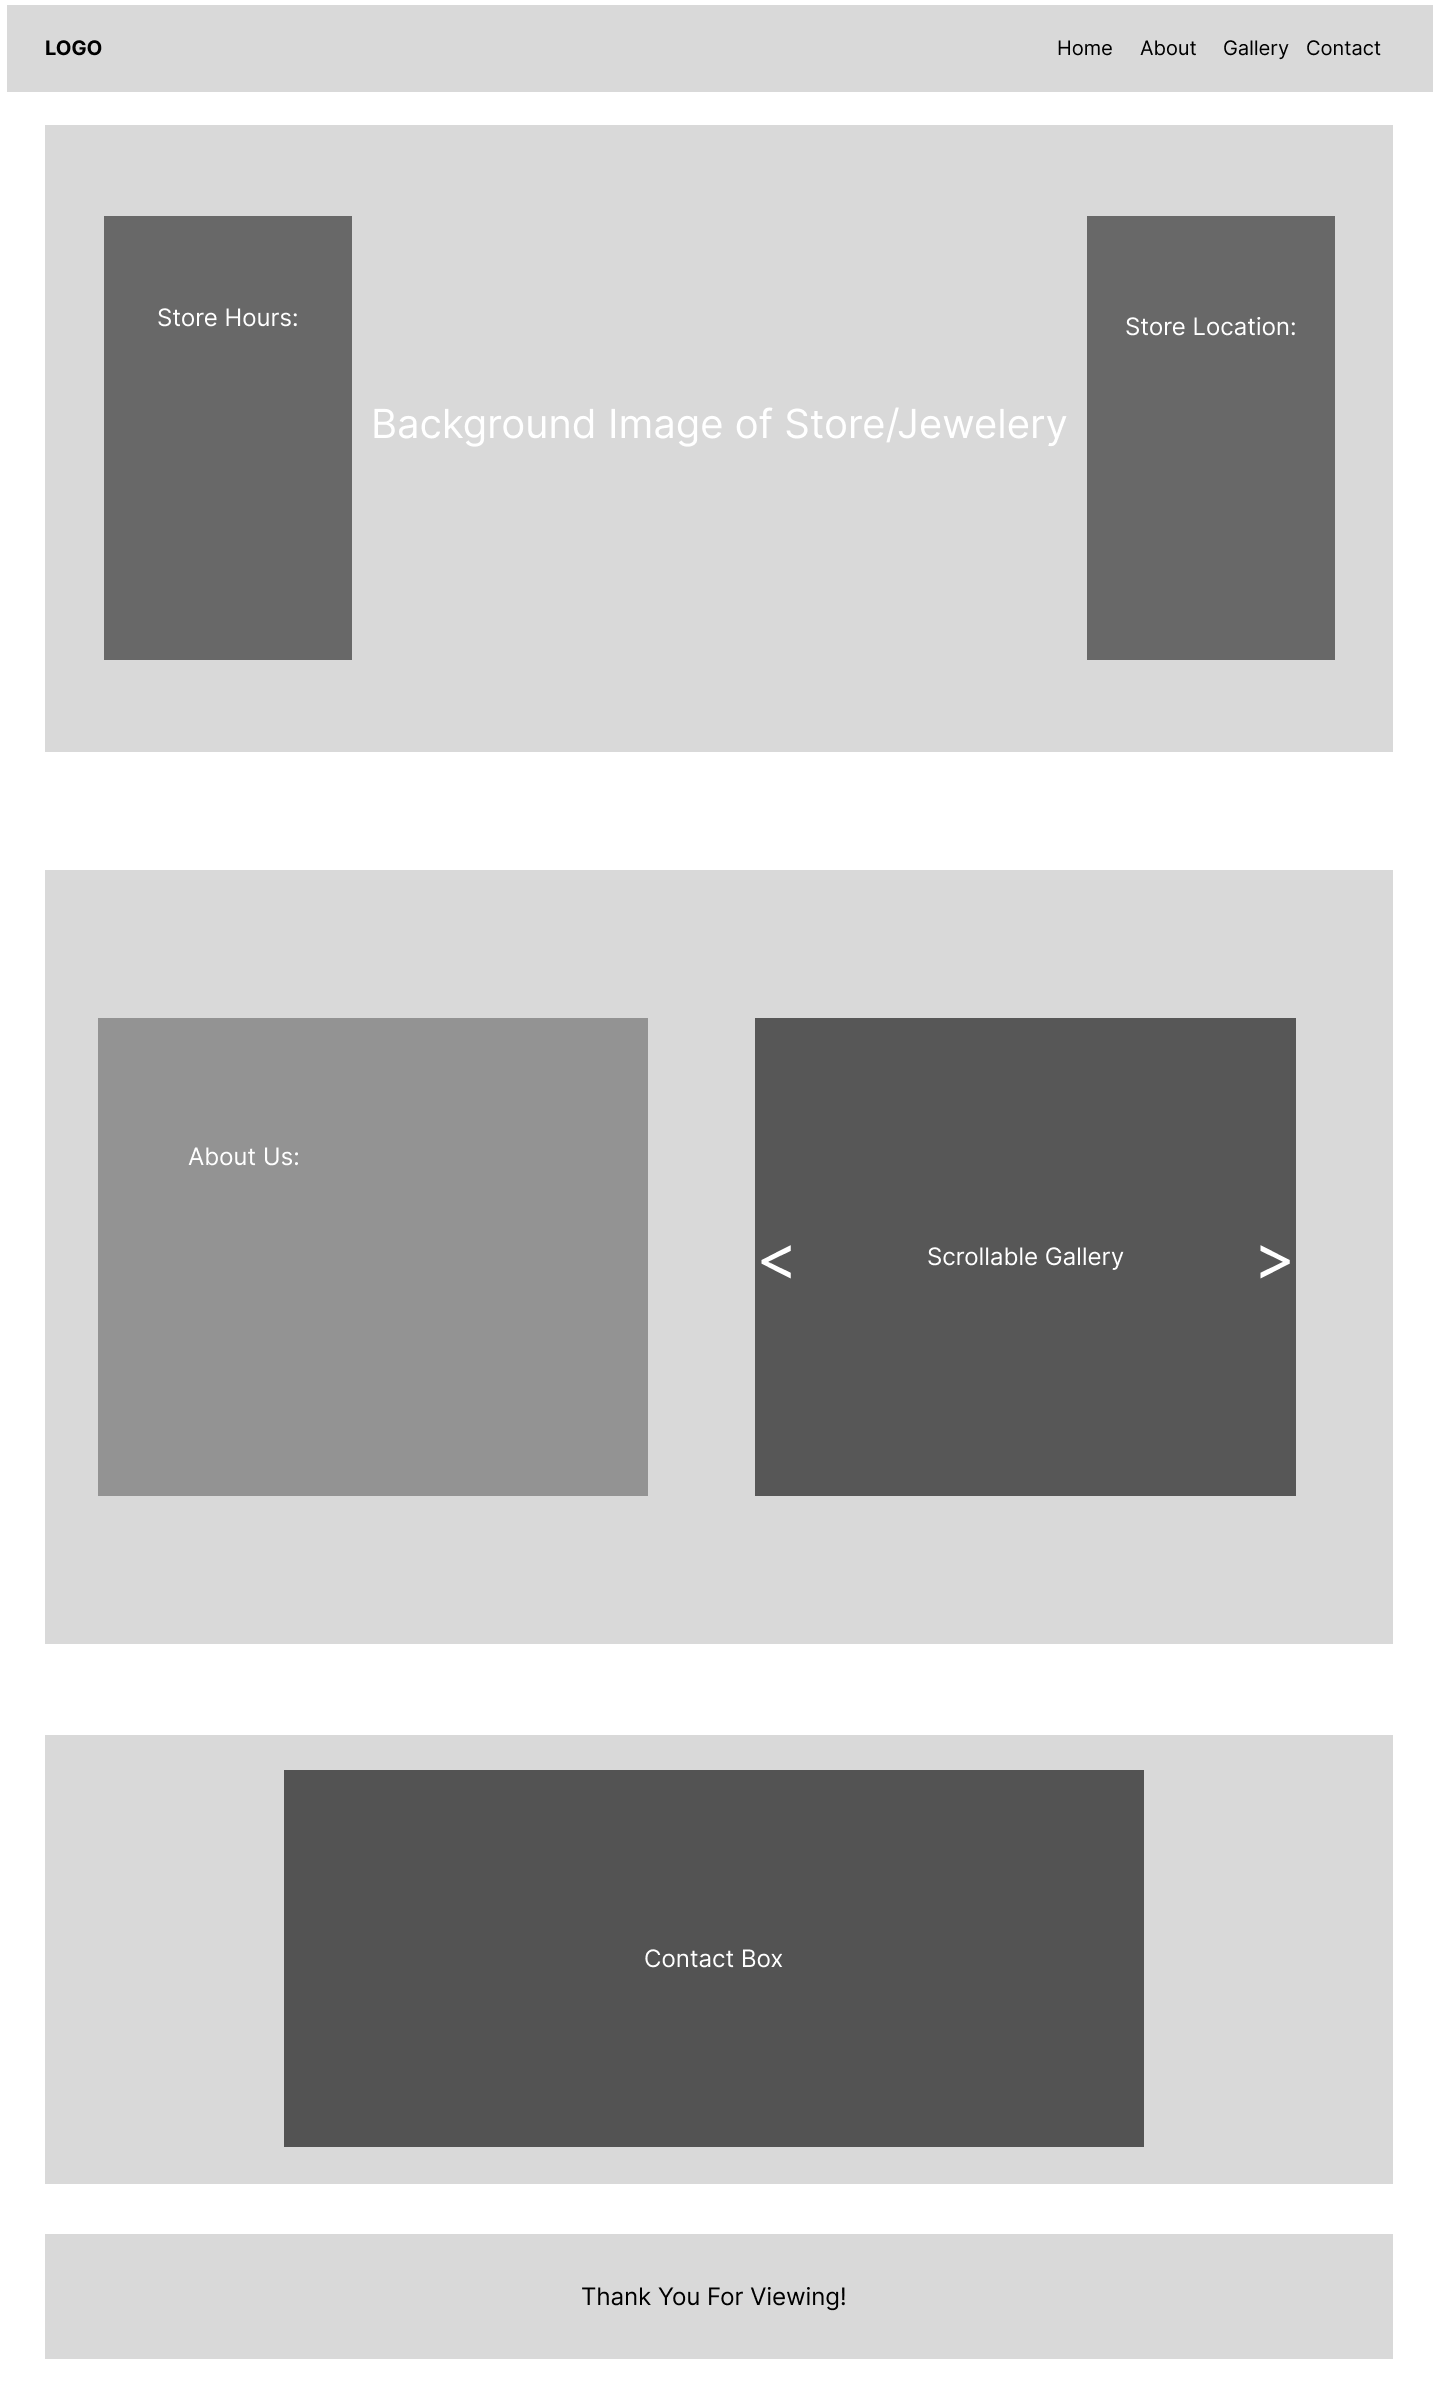 LOGO
Home About Gallery Contact
Store Hours:
Store Location:
Background Image of Store/Jewelery
About Us:
< Scrollable Gallery >
Contact Box
Thank You For Viewing!